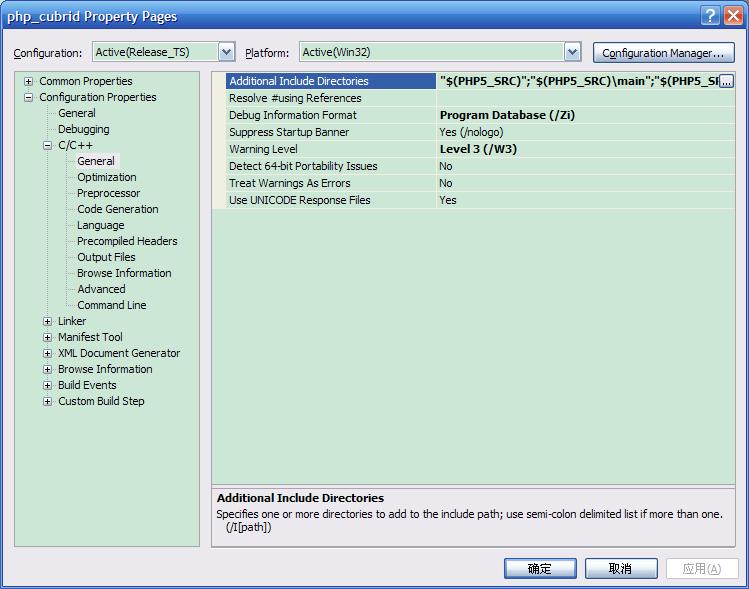 php_cubrid Property Pages
Configuration: Active(Release_TS) Platform: Active(Win32) Configuration Manager...
Common Properties
Configuration Properties
General
Debugging
C/C++
General
Optimization
Preprocessor
Code Generation
Language
Precompiled Headers
Output Files
Browse Information
Advanced
Command Line
Linker
Manifest Tool
XML Document Generator
Browse Information
Build Events
Custom Build Step
Additional Include Directories "$(PHP5_SRC)";"$(PHP5_SRC)\main";"$(PHP5_SR ...
Resolve #using References
Debug Information Format Program Database (/Zi)
Suppress Startup Banner Yes (/nologo)
Warning Level Level 3 (/W3)
Detect 64-bit Portability Issues No
Treat Warnings As Errors No
Use UNICODE Response Files Yes
Additional Include Directories
Specifies one or more directories to add to the include path; use semi-colon delimited list if more than one.
(/I[path])
确定 取消 应用(A)